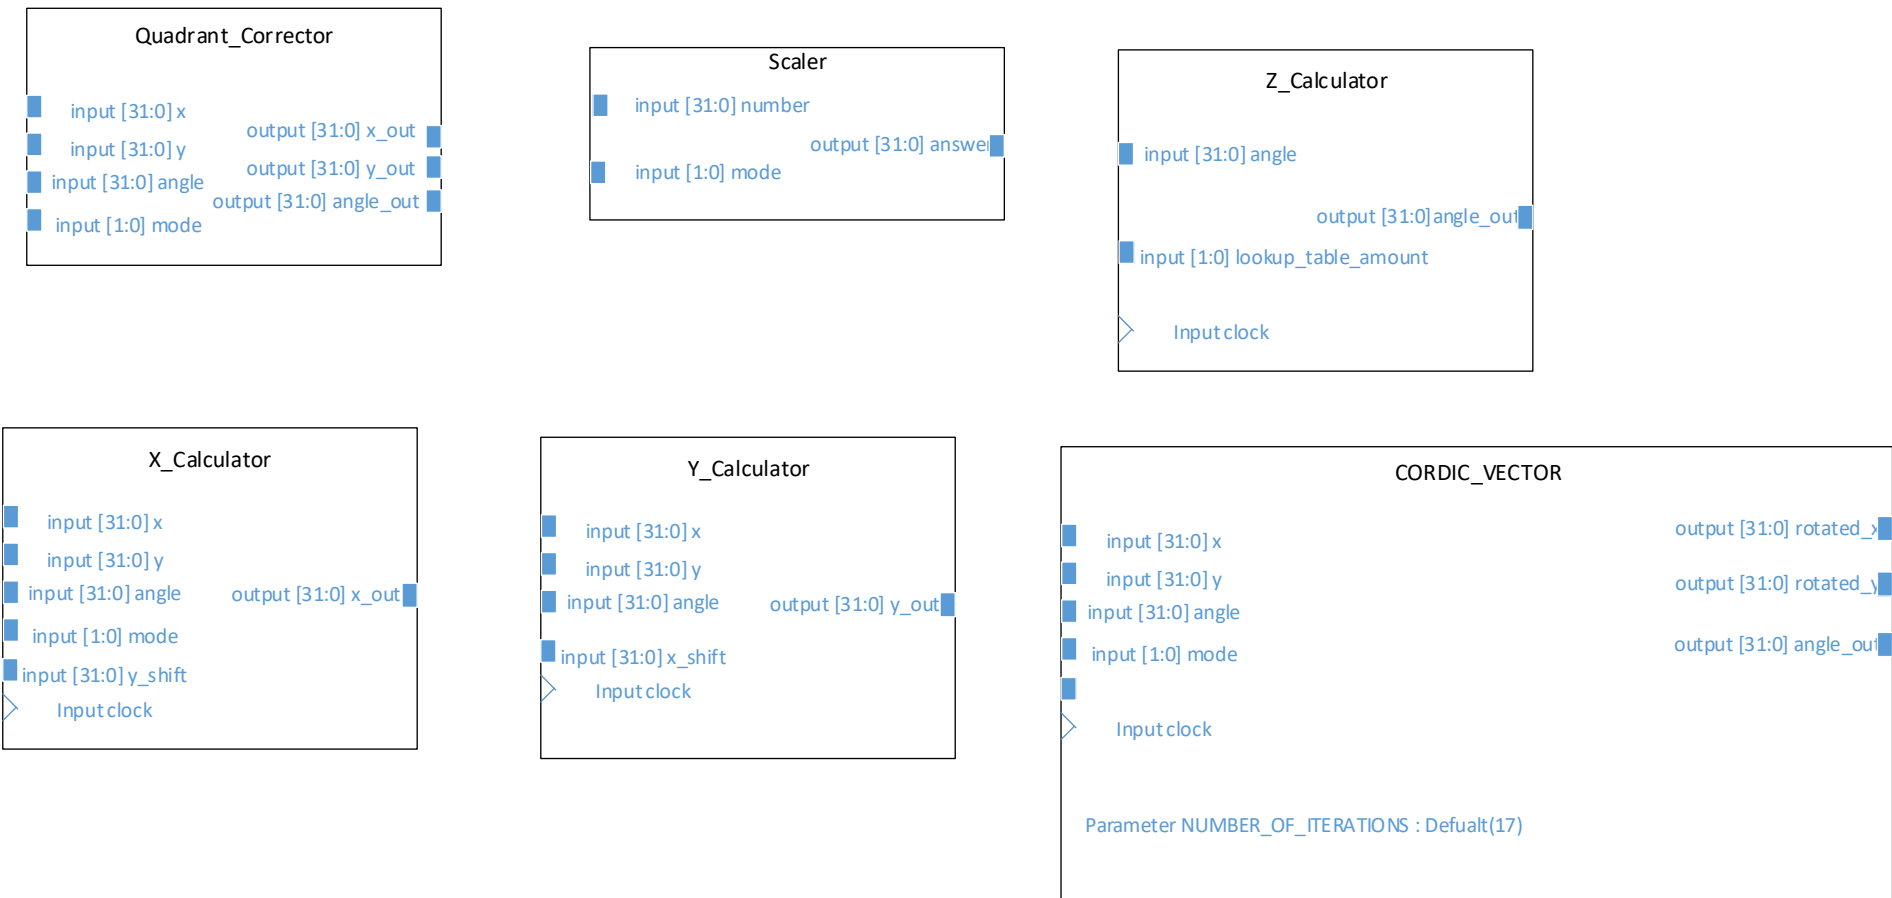 Quadrant_Corrector
input [31:0] x
input [31:0] y
input [31:0] angle
input [1:0] mode
output [31:0] x_out
output [31:0] y_out
output [31:0] angle_out
Scaler
input [31:0] number
input [1:0] mode
output [31:0] answer
Z_Calculator
input [31:0] angle
output [31:0]angle_out
input [1:0] lookup_table_amount
Input clock
X_Calculator
input [31:0] x
input [31:0] y
input [31:0] angle
input [1:0] mode
input [31:0] y_shift
Input clock
output [31:0] x_out
Y_Calculator
input [31:0] x
input [31:0] y
input [31:0] angle
input [31:0] x_shift
Input clock
output [31:0] y_out
CORDIC_VECTOR
input [31:0] x
input [31:0] y
input [31:0] angle
input [1:0] mode
Input clock
output [31:0] rotated_x
output [31:0] rotated_y
output [31:0] angle_out
Parameter NUMBER_OF_ITERATIONS : Defualt(17)